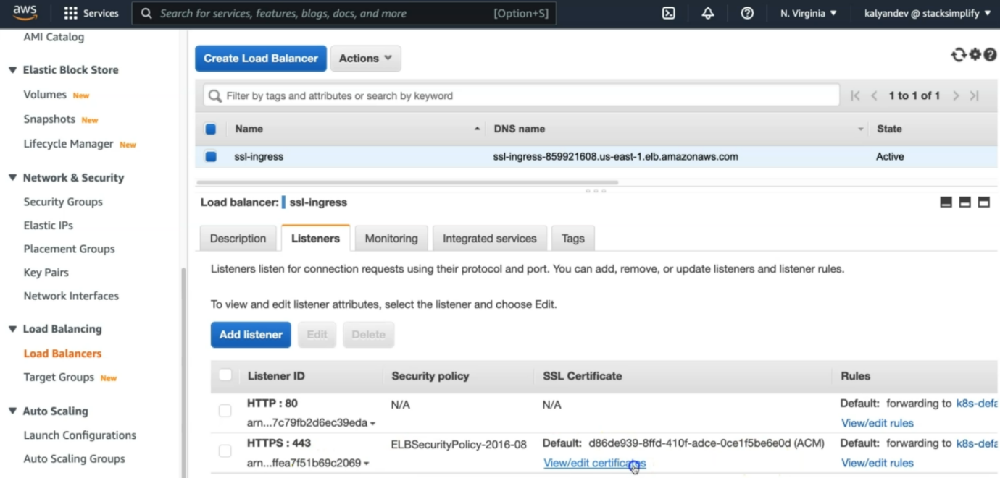 aws Services Search for services, features, blogs, docs, and more [Option+S] N. Virginia ▼ kalyandev @ stacksimplify ▼
AMI Catalog
Elastic Block Store
Volumes New
Snapshots New
Lifecycle Manager New
Network & Security
Security Groups
Elastic IPs
Placement Groups
Key Pairs
Network Interfaces
Load Balancing
Load Balancers
Target Groups New
Auto Scaling
Launch Configurations
Auto Scaling Groups
Create Load Balancer Actions
Filter by tags and attributes or search by keyword 1 to 1 of 1
Name DNS name State
ssl-ingress ssl-ingress-859921608.us-east-1.elb.amazonaws.com Active
Load balancer: ssl-ingress
Description Listeners Monitoring Integrated services Tags
Listeners listen for connection requests using their protocol and port. You can add, remove, or update listeners and listener rules.
To view and edit listener attributes, select the listener and choose Edit.
Add listener Edit Delete
Listener ID Security policy SSL Certificate Rules
HTTP : 80 N/A N/A Default: forwarding to k8s-defa
arn...7c79fb2d6ec39eda View/edit rules
HTTPS : 443 ELBSecurityPolicy-2016-08 Default: d86de939-8ffd-410f-adce-0ce1f5be6e0d (ACM) Default: forwarding to k8s-defa
arn...ffea7f51b69c2069 View/edit certificates View/edit rules